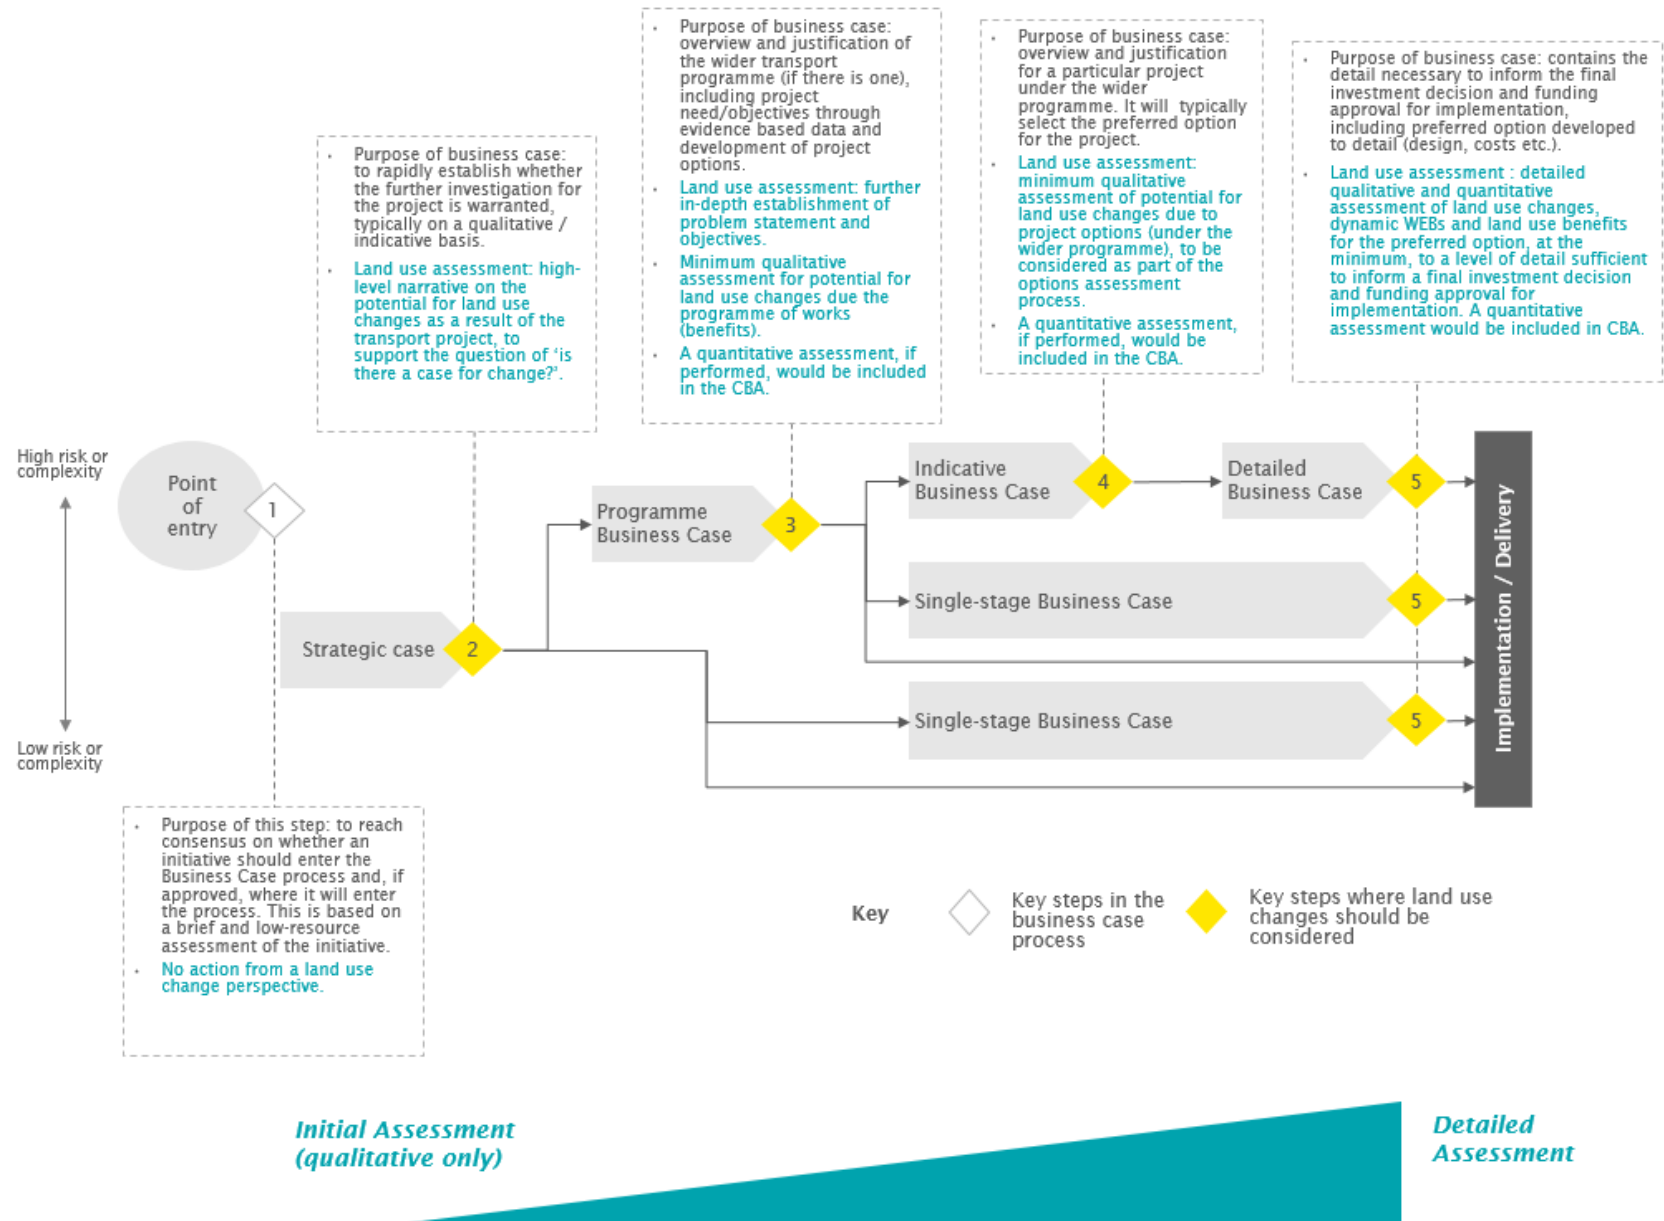 • Purpose of business case:
to rapidly establish whether
the further investigation for
the project is warranted,
typically on a qualitative /
indicative basis.
• Land use assessment: high-
level narrative on the
potential for land use
changes as a result of the
transport project, to
support the question of ‘is
there a case for change?’.
• Purpose of business case:
overview and justification of
the wider transport
programme (if there is one),
including project
need/objectives through
evidence based data and
development of project
options.
• Land use assessment: further
in-depth establishment of
problem statement and
objectives.
• Minimum qualitative
assessment for potential for
land use changes due the
programme of works
(benefits).
• A quantitative assessment, if
performed, would be included
in the CBA.
• Purpose of business case:
overview and justification
for a particular project
under the wider
programme. It will typically
select the preferred option
for the project.
• Land use assessment:
minimum qualitative
assessment of potential for
land use changes due to
project options (under the
wider programme), to be
considered as part of the
options assessment
process.
• A quantitative assessment,
if performed, would be
included in the CBA.
• Purpose of business case: contains the
detail necessary to inform the final
investment decision and funding
approval for implementation,
including preferred option developed
to detail (design, costs etc.).
• Land use assessment : detailed
qualitative and quantitative
assessment of land use changes,
dynamic WEBs and land use benefits
for the preferred option, at the
minimum, to a level of detail sufficient
to inform a final investment decision
and funding approval for
implementation. A quantitative
assessment would be included in CBA.
High risk or
complexity
Low risk or
complexity
Point
of
entry
1
Strategic case
2
Programme
Business Case
3
Indicative
Business Case
4
Detailed
Business Case
5
Single-stage Business Case
5
Single-stage Business Case
5
Implementation / Delivery
• Purpose of this step: to reach
consensus on whether an
initiative should enter the
Business Case process and, if
approved, where it will enter
the process. This is based on
a brief and low-resource
assessment of the initiative.
• No action from a land use
change perspective.
Key
Key steps in the
business case
process
Key steps where land use
changes should be
considered
Initial Assessment
(qualitative only)
Detailed
Assessment